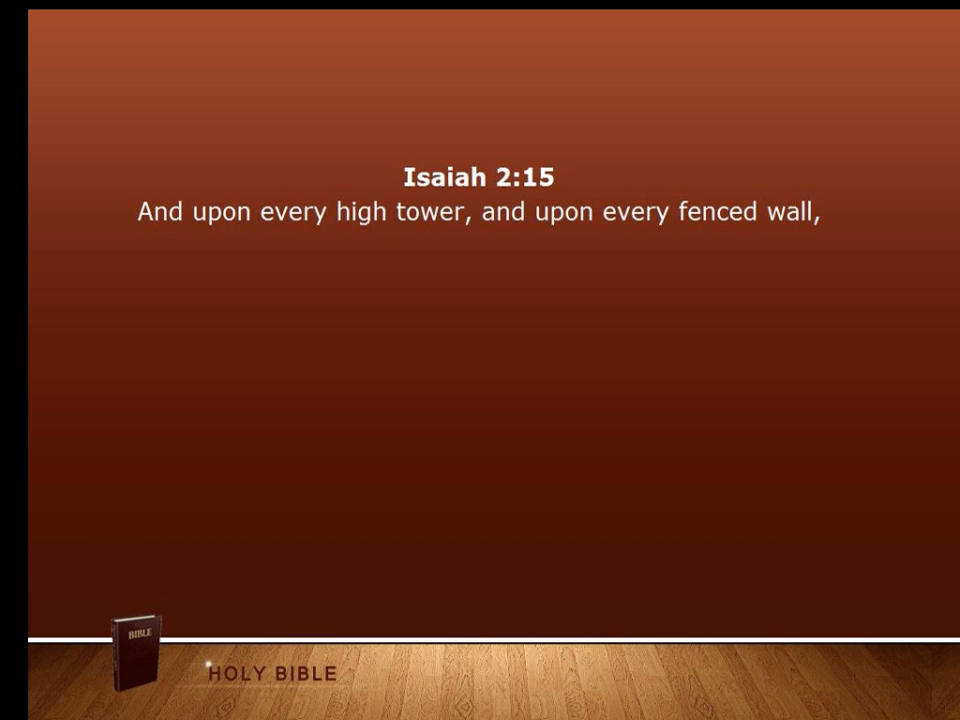 Isaiah 2:15
And upon every high tower, and upon every fenced wall,
BIBLE
HOLY BIBLE